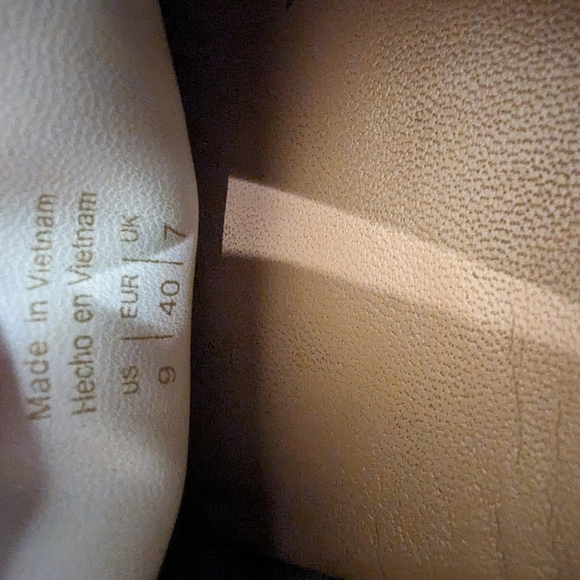 Made in Vietnam
Hecho en Vietnam
US | EUR | UK
9 | 40 | 7